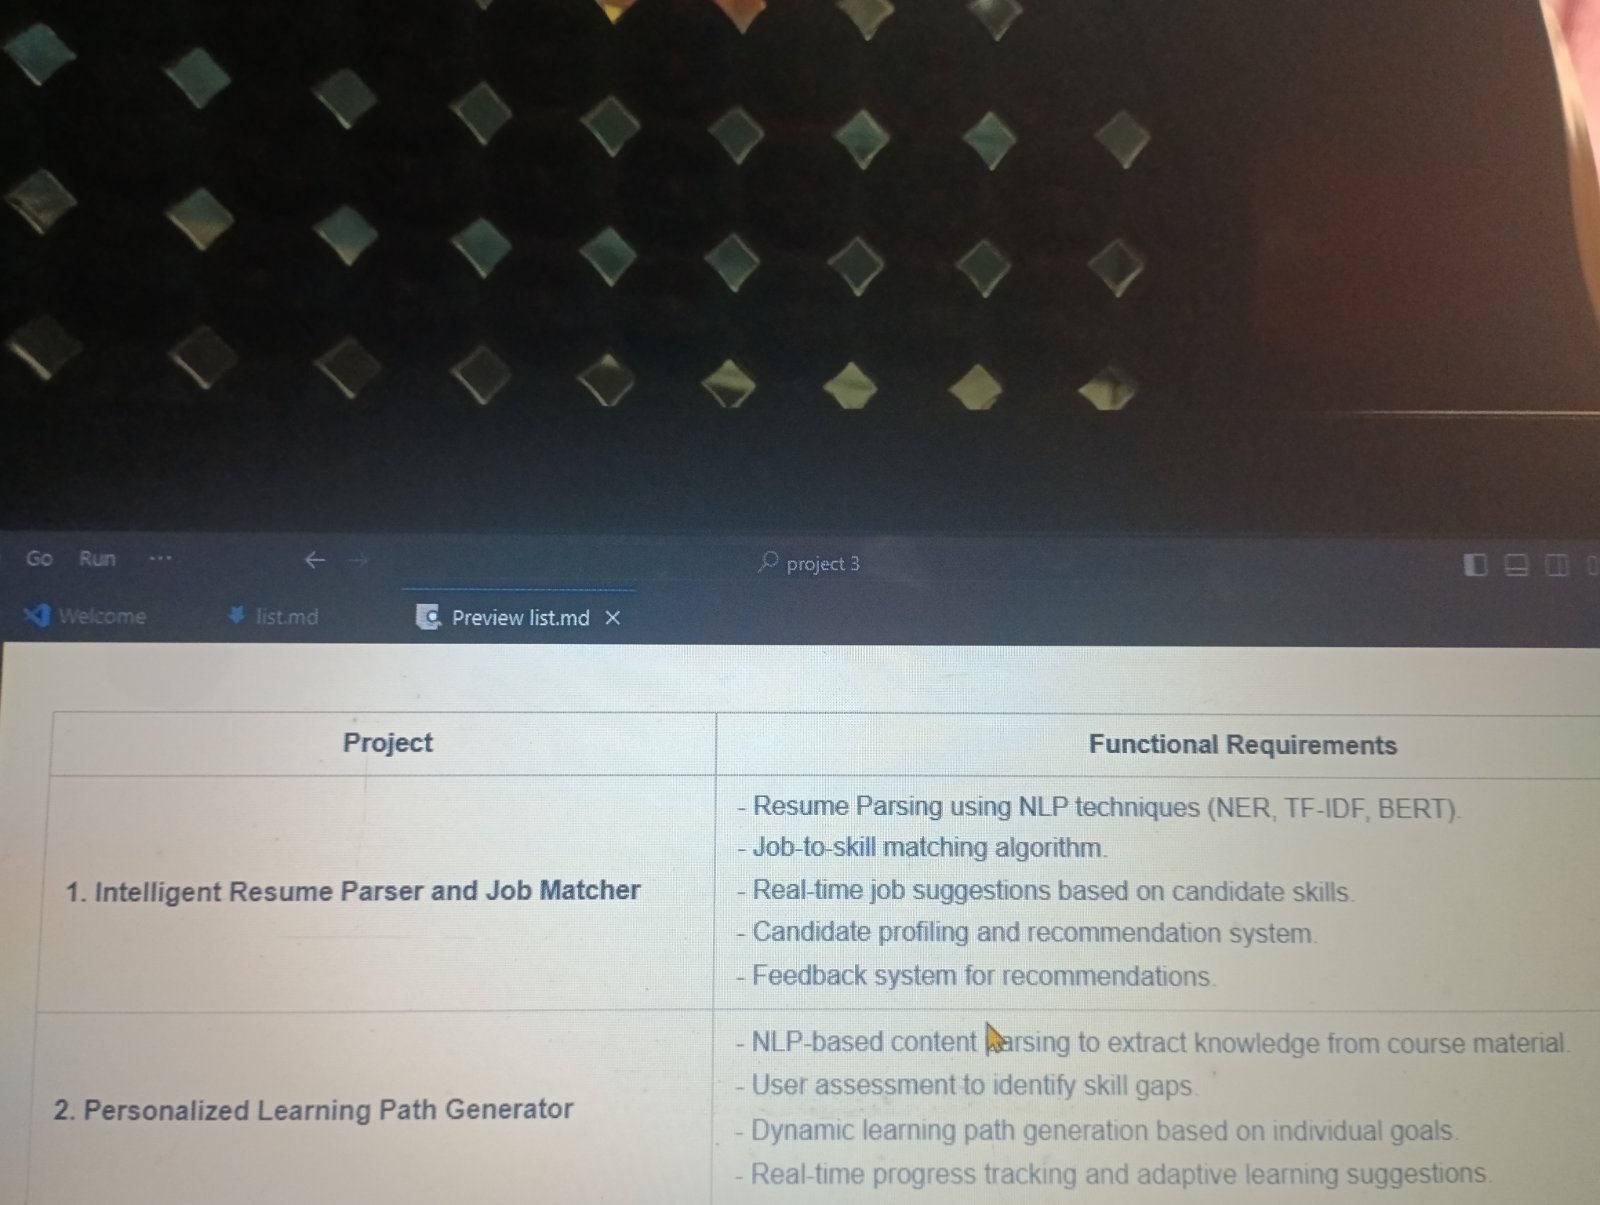 Go Run ... project 3
Welcome list.md Preview list.md
Project Functional Requirements
1. Intelligent Resume Parser and Job Matcher
- Resume Parsing using NLP techniques (NER, TF-IDF, BERT).
- Job-to-skill matching algorithm.
- Real-time job suggestions based on candidate skills.
- Candidate profiling and recommendation system.
- Feedback system for recommendations.
2. Personalized Learning Path Generator
- NLP-based content parsing to extract knowledge from course material.
- User assessment to identify skill gaps.
- Dynamic learning path generation based on individual goals.
- Real-time progress tracking and adaptive learning suggestions.